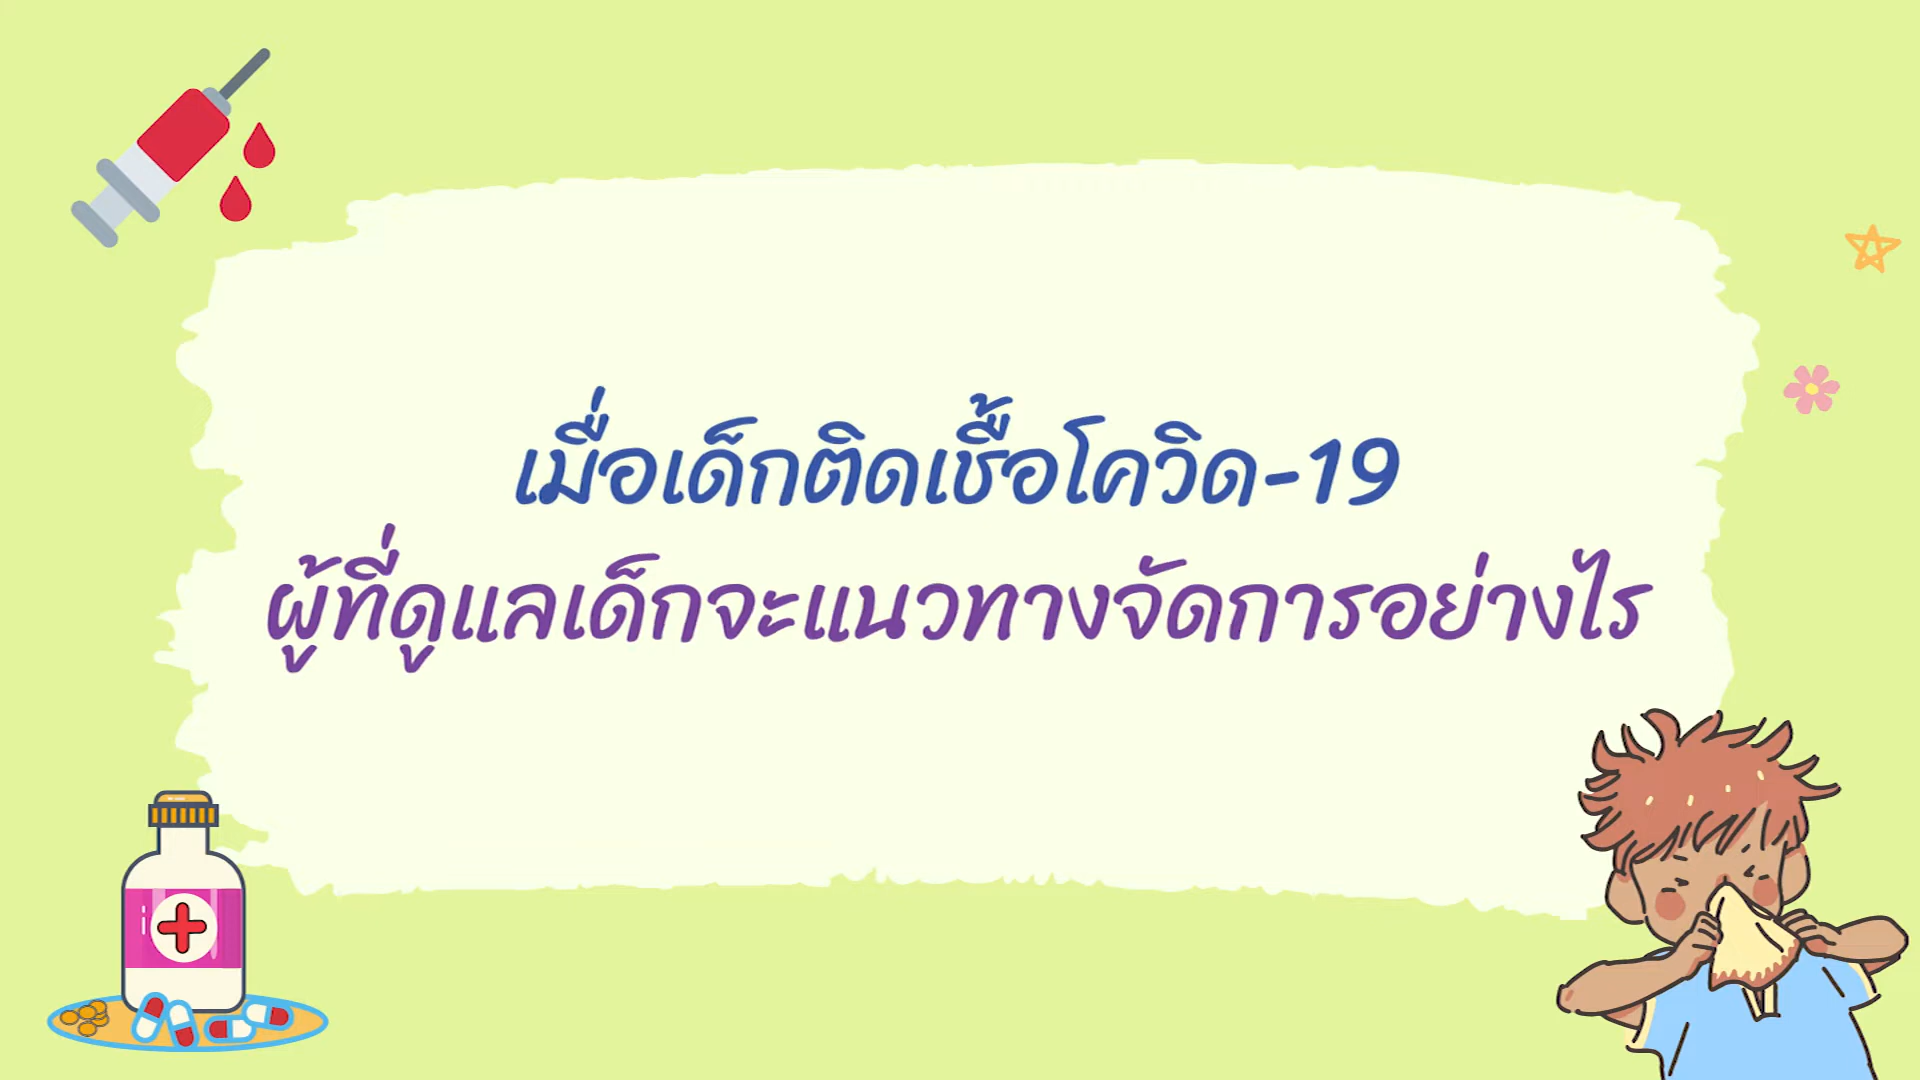 เมื่อเด็กติดเชื้อโควิด-19
ผู้ที่ดูแลเด็กจะแนวทางจัดการอย่างไร